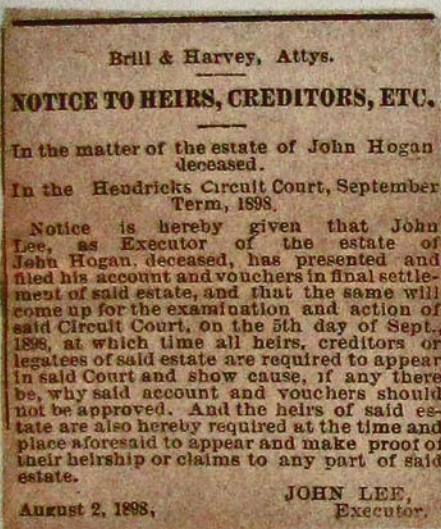 Brill & Harvey, Attys.
NOTICE TO HEIRS, CREDITORS, ETC.
In the matter of the estate of John Hogan
deceased.
In the Hendricks Circuit Court, September
Term, 1898.
Notice is hereby given that John
Lee, as Executor of the estate of
John Hogan, deceased, has presented and
filed his account and vouchers in final settle-
ment of said estate, and that the same will
come up for the examination and action of
said Circuit Court, on the 5th day of Sept.,
1898, at which time all heirs, creditors or
legatees of said estate are required to appear
in said Court and show cause, if any there
be, why said account and vouchers should
not be approved. And the heirs of said es-
tate are also hereby required at the time and
place aforesaid to appear and make proof of
their heirship or claims to any part of said
estate.
JOHN LEE,
August 2, 1898, Executor.